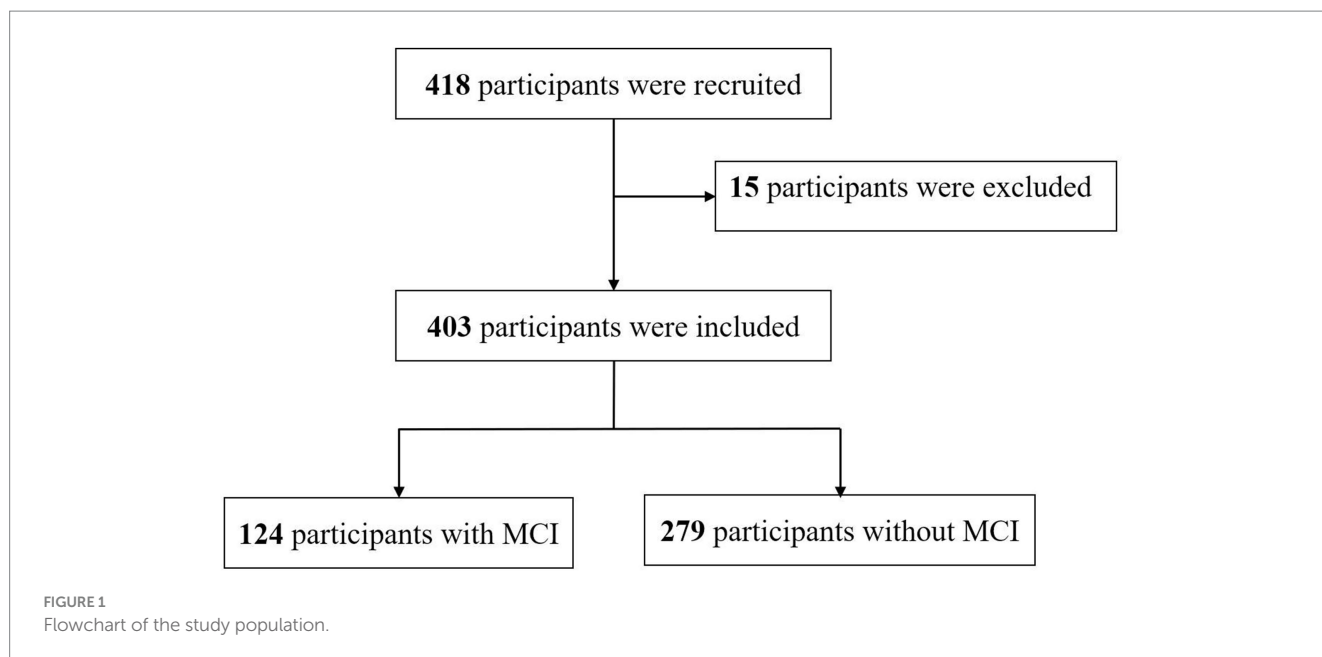 418 participants were recruited
15 participants were excluded
403 participants were included
124 participants with MCI
279 participants without MCI
FIGURE 1
Flowchart of the study population.